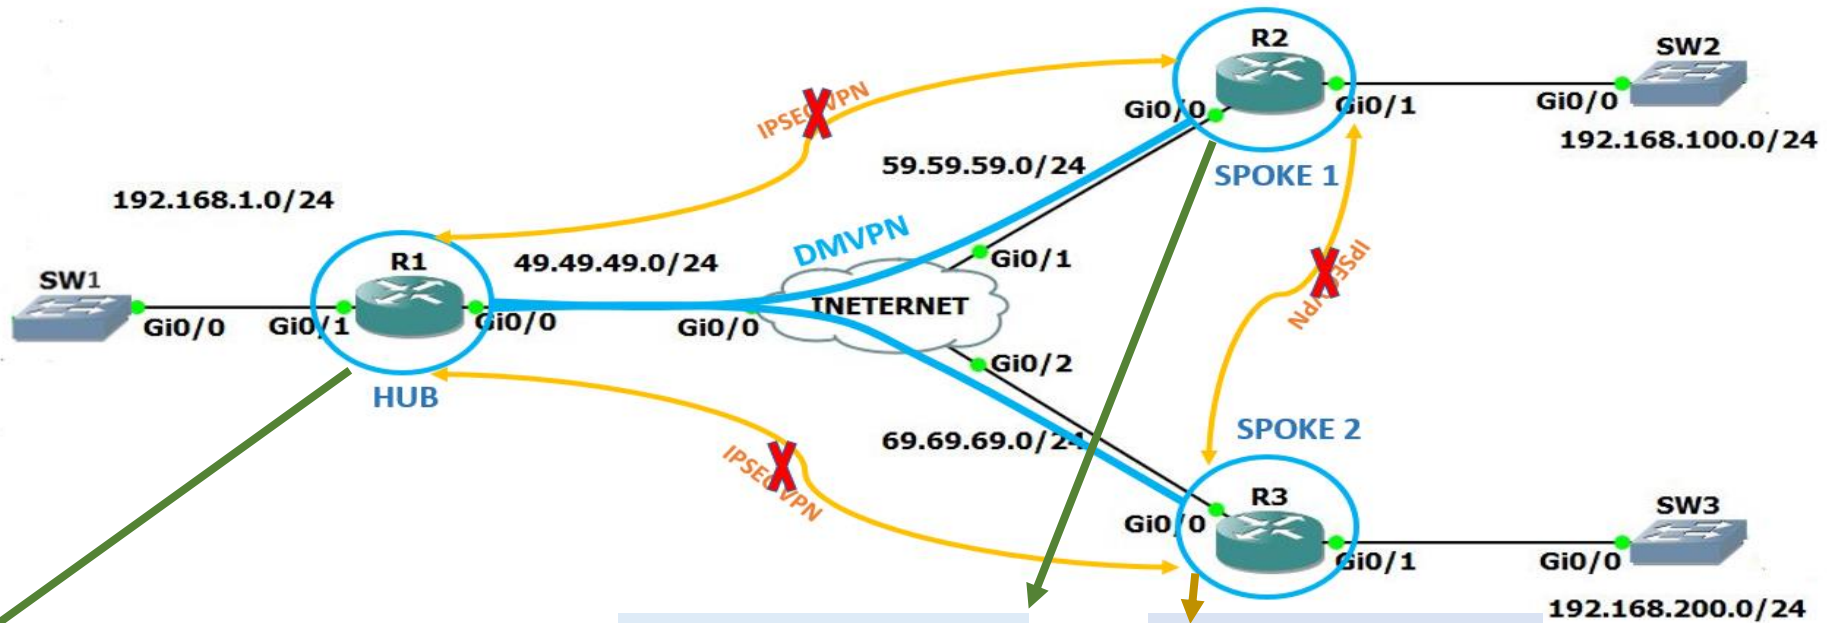 R2
SW2
IPSEC VPN
Gi0/0
Gi0/1
Gi0/0
192.168.100.0/24
59.59.59.0/24
SPOKE 1
192.168.1.0/24
DMVPN
R1
49.49.49.0/24
Gi0/1
IPSEC VPN
SW1
INETERNET
Gi0/0
Gi0/1
Gi0/0
Gi0/0
Gi0/2
HUB
SPOKE 2
69.69.69.0/24
IPSEC VPN
R3
SW3
Gi0/0
Gi0/1
Gi0/0
192.168.200.0/24